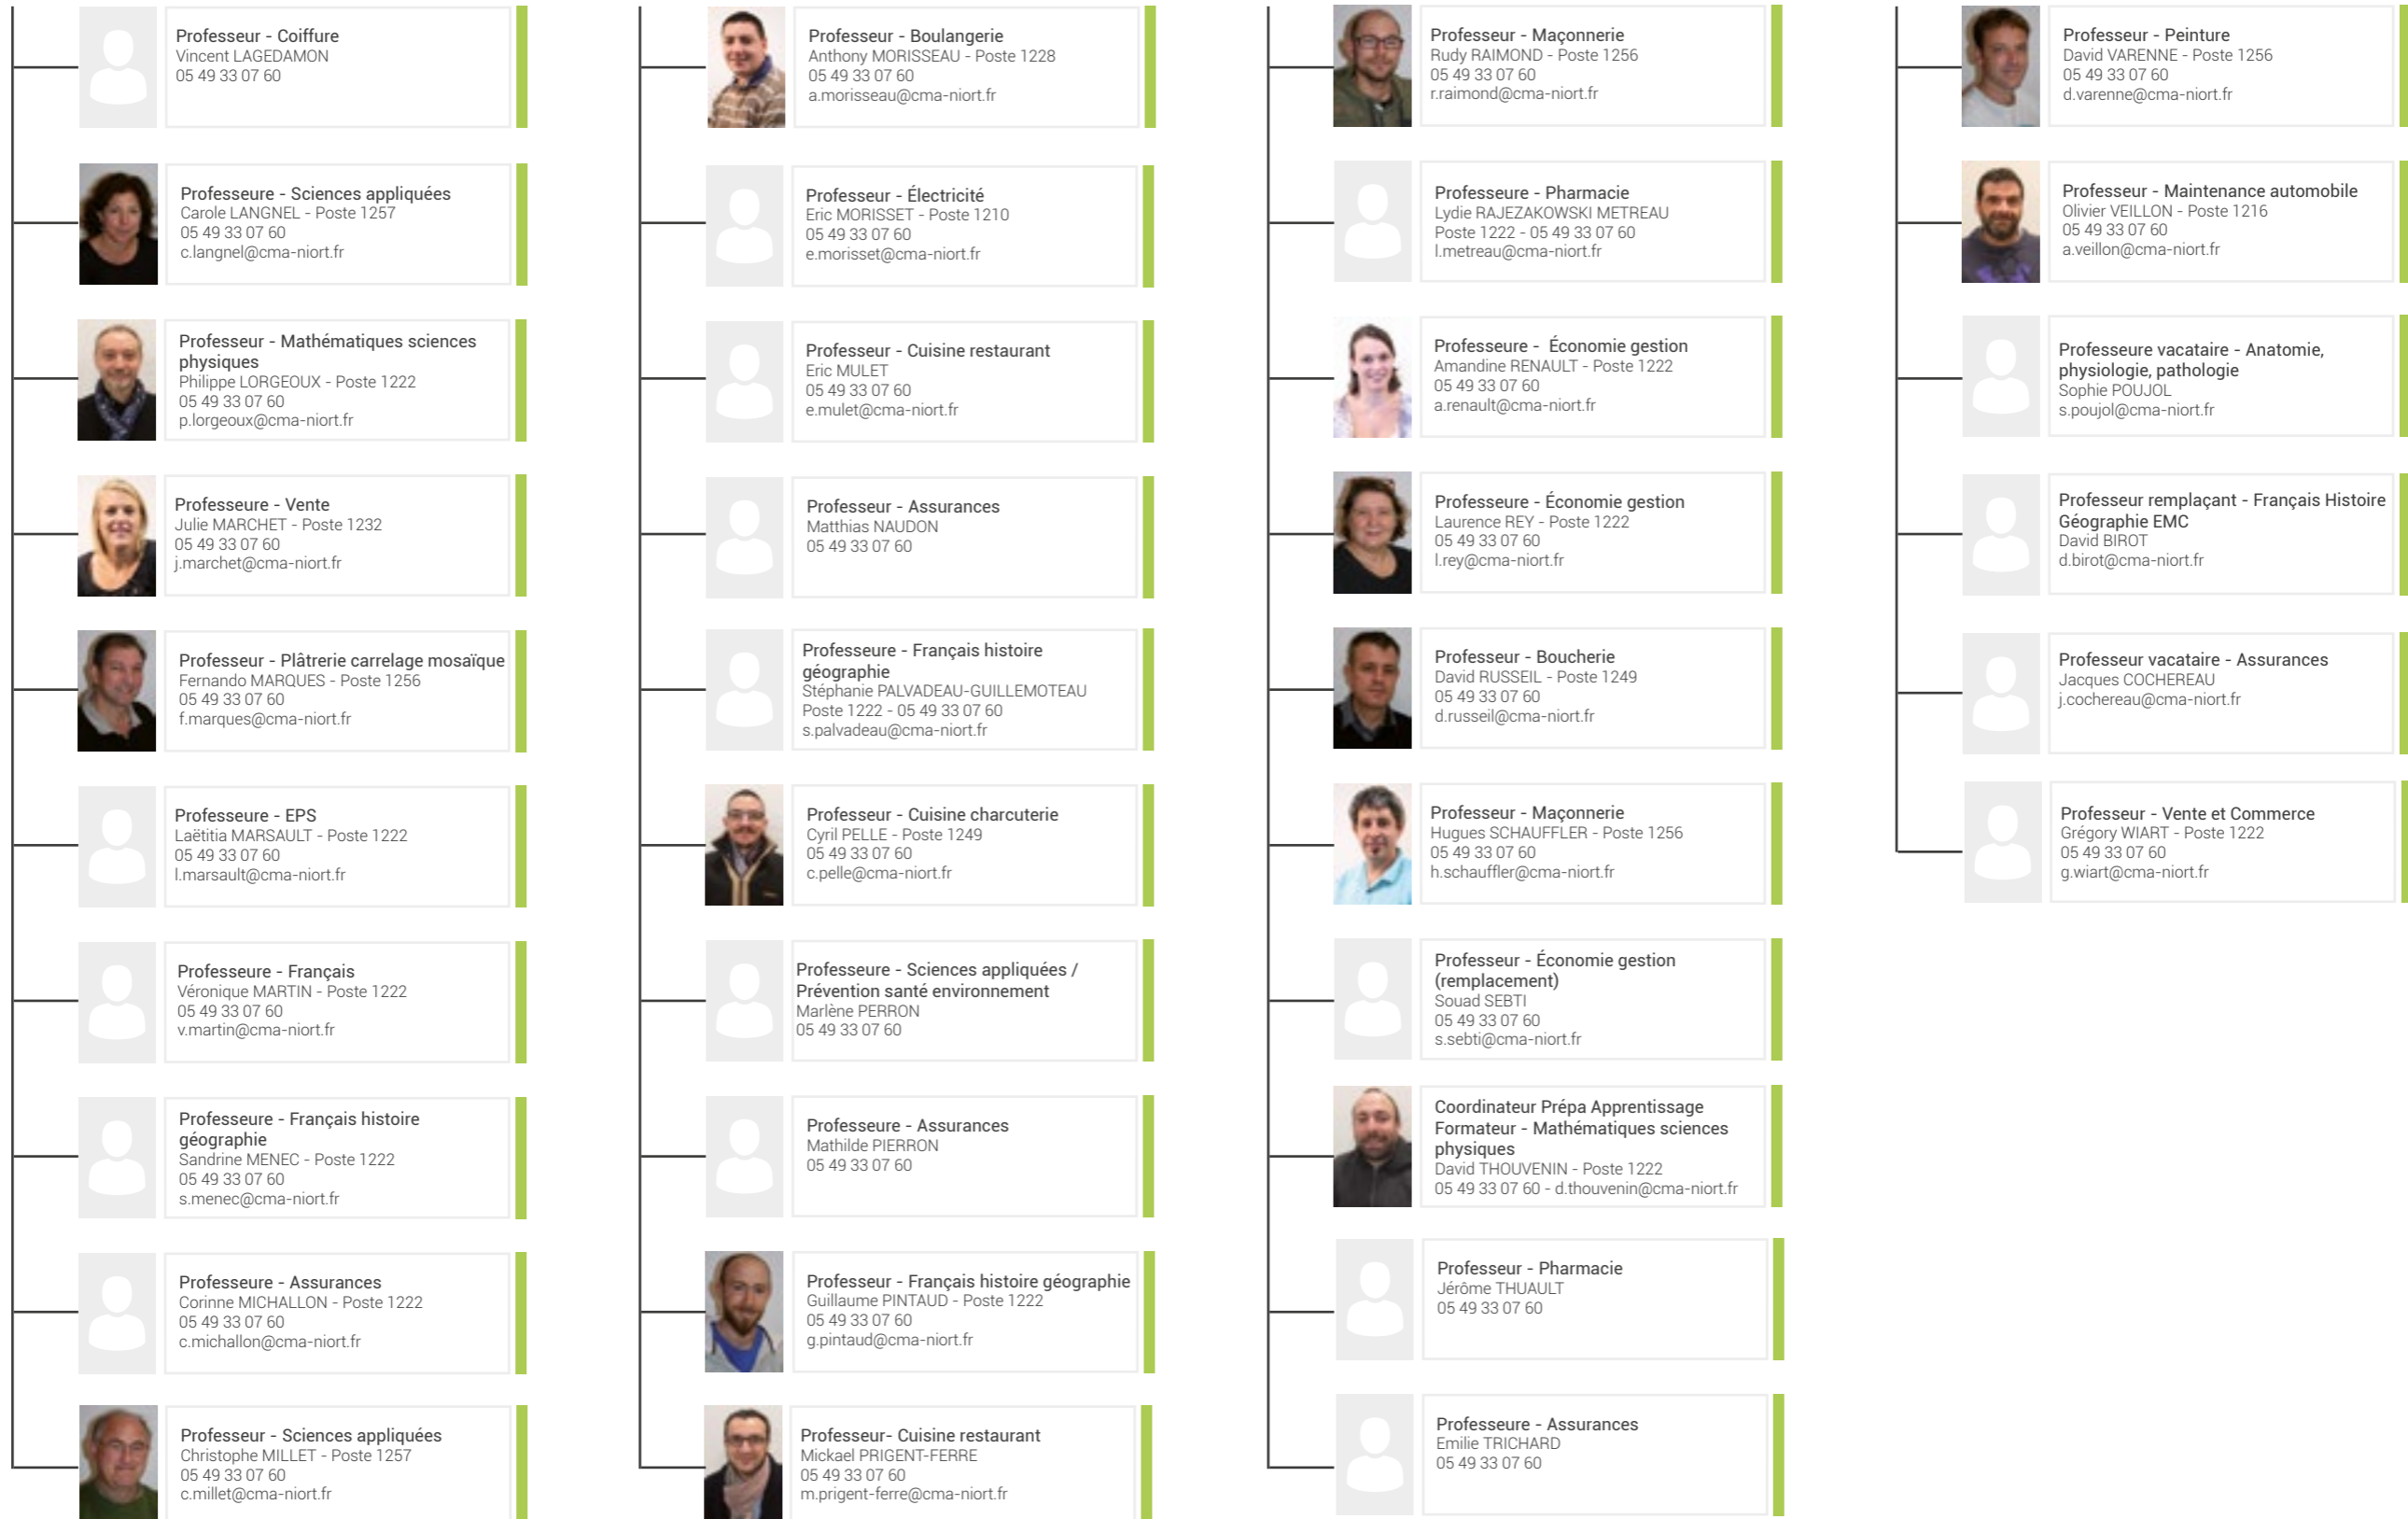 Professeur - Coiffure
Vincent LAGEDAMON
05 49 33 07 60
Professeure - Sciences appliquées
Carole LANGNEL - Poste 1257
05 49 33 07 60
c.langnel@cma-niort.fr
Professeur - Mathématiques sciences
physiques
Philippe LORGEOUX - Poste 1222
05 49 33 07 60
p.lorgeoux@cma-niort.fr
Professeure - Vente
Julie MARCHET - Poste 1232
05 49 33 07 60
j.marchet@cma-niort.fr
Professeur - Plâtrerie carrelage mosaïque
Fernando MARQUES - Poste 1256
05 49 33 07 60
f.marques@cma-niort.fr
Professeure - EPS
Laëtitia MARSAULT - Poste 1222
05 49 33 07 60
l.marsault@cma-niort.fr
Professeure - Français
Véronique MARTIN - Poste 1222
05 49 33 07 60
v.martin@cma-niort.fr
Professeure - Français histoire
géographie
Sandrine MENEC - Poste 1222
05 49 33 07 60
s.menec@cma-niort.fr
Professeure - Assurances
Corinne MICHALLON - Poste 1222
05 49 33 07 60
c.michallon@cma-niort.fr
Professeur - Sciences appliquées
Christophe MILLET - Poste 1257
05 49 33 07 60
c.millet@cma-niort.fr
Professeur - Boulangerie
Anthony MORISSEAU - Poste 1228
05 49 33 07 60
a.morisseau@cma-niort.fr
Professeur - Électricité
Eric MORISSET - Poste 1210
05 49 33 07 60
e.morisset@cma-niort.fr
Professeur - Cuisine restaurant
Eric MULET
05 49 33 07 60
e.mulet@cma-niort.fr
Professeur - Assurances
Matthias NAUDON
05 49 33 07 60
Professeure - Français histoire
géographie
Stéphanie PALVADEAU-GUILLEMOTEAU
Poste 1222 - 05 49 33 07 60
s.palvadeau@cma-niort.fr
Professeur - Cuisine charcuterie
Cyril PELLE - Poste 1249
05 49 33 07 60
c.pelle@cma-niort.fr
Professeure - Sciences appliquées /
Prévention santé environnement
Marlène PERRON
05 49 33 07 60
Professeure - Assurances
Mathilde PIERRON
05 49 33 07 60
Professeur - Français histoire géographie
Guillaume PINTAUD - Poste 1222
05 49 33 07 60
g.pintaud@cma-niort.fr
Professeur- Cuisine restaurant
Mickael PRIGENT-FERRE
05 49 33 07 60
m.prigent-ferre@cma-niort.fr
Professeur - Maçonnerie
Rudy RAIMOND - Poste 1256
05 49 33 07 60
r.raimond@cma-niort.fr
Professeure - Pharmacie
Lydie RAJEZAKOWSKI METREAU
Poste 1222 - 05 49 33 07 60
l.metreau@cma-niort.fr
Professeure - Économie gestion
Amandine RENAULT - Poste 1222
05 49 33 07 60
a.renault@cma-niort.fr
Professeure - Économie gestion
Laurence REY - Poste 1222
05 49 33 07 60
l.rey@cma-niort.fr
Professeur - Boucherie
David RUSSEIL - Poste 1249
05 49 33 07 60
d.russeil@cma-niort.fr
Professeur - Maçonnerie
Hugues SCHAUFFLER - Poste 1256
05 49 33 07 60
h.schauffler@cma-niort.fr
Professeur - Économie gestion
(remplacement)
Souad SEBTI
05 49 33 07 60
s.sebti@cma-niort.fr
Coordinateur Prépa Apprentissage
Formateur - Mathématiques sciences
physiques
David THOUVENIN - Poste 1222
05 49 33 07 60 - d.thouvenin@cma-niort.fr
Professeur - Pharmacie
Jérôme THUAULT
05 49 33 07 60
Professeure - Assurances
Emilie TRICHARD
05 49 33 07 60
Professeur - Peinture
David VARENNE - Poste 1256
05 49 33 07 60
d.varenne@cma-niort.fr
Professeur - Maintenance automobile
Olivier VEILLON - Poste 1216
05 49 33 07 60
a.veillon@cma-niort.fr
Professeure vacataire - Anatomie,
physiologie, pathologie
Sophie POUJOL
s.poujol@cma-niort.fr
Professeur remplaçant - Français Histoire
Géographie EMC
David BIROT
d.birot@cma-niort.fr
Professeur vacataire - Assurances
Jacques COCHEREAU
j.cochereau@cma-niort.fr
Professeur - Vente et Commerce
Grégory WIART - Poste 1222
05 49 33 07 60
g.wiart@cma-niort.fr